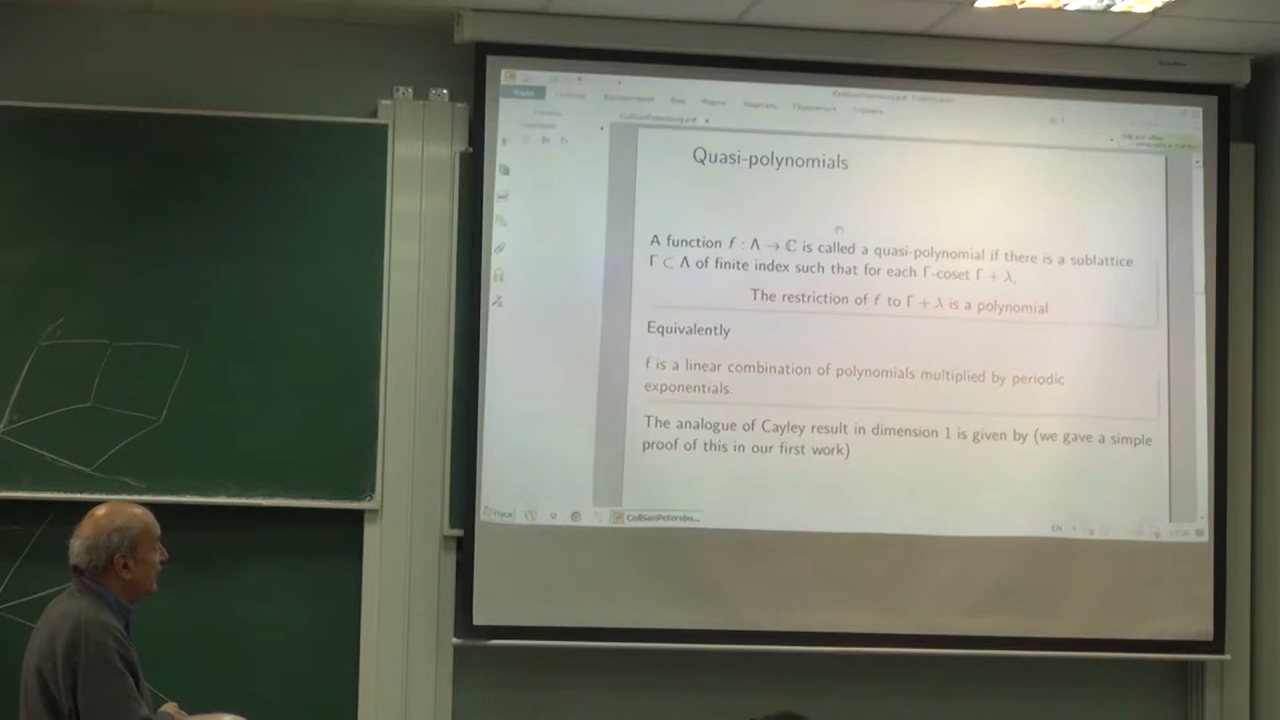 Quasi-polynomials
A function f : Λ → ℂ is called a quasi-polynomial if there is a sublattice
Γ ⊂ Λ of finite index such that for each Γ-coset Γ + λ,
The restriction of f to Γ + λ is a polynomial
Equivalently
f is a linear combination of polynomials multiplied by periodic
exponentials.
The analogue of Cayley result in dimension 1 is given by (we gave a simple
proof of this in our first work)
CollSanPetersbu...
EN